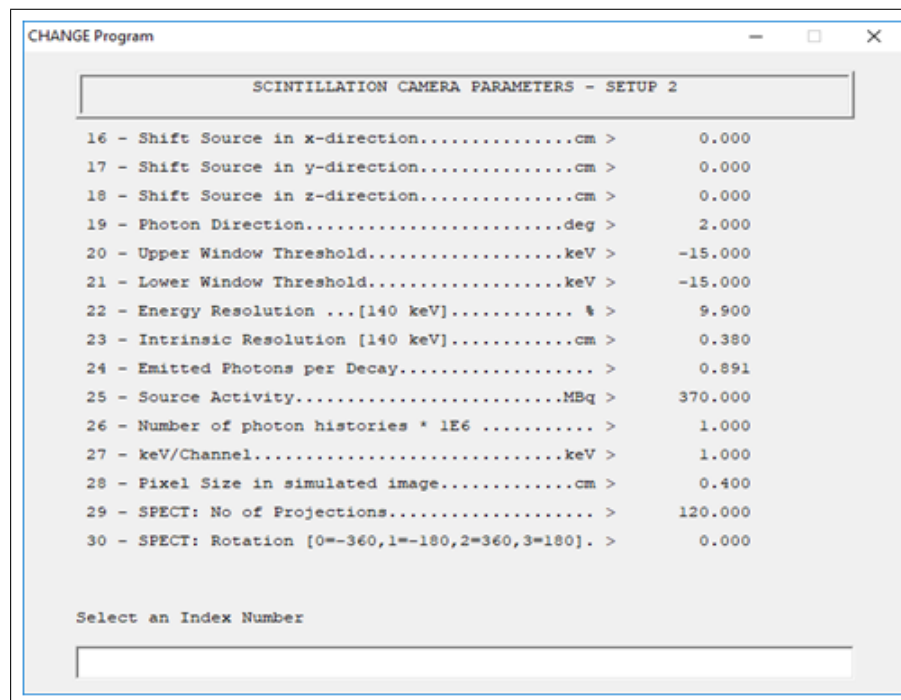 CHANGE Program
SCINTILLATION CAMERA PARAMETERS - SETUP 2
16 - Shift Source in x-direction...............cm > 0.000
17 - Shift Source in y-direction...............cm > 0.000
18 - Shift Source in z-direction...............cm > 0.000
19 - Photon Direction.........................deg > 2.000
20 - Upper Window Threshold...................keV > -15.000
21 - Lower Window Threshold...................keV > -15.000
22 - Energy Resolution ...[140 keV]............ % > 9.900
23 - Intrinsic Resolution [140 keV]............cm > 0.380
24 - Emitted Photons per Decay................... > 0.891
25 - Source Activity..........................MBq > 370.000
26 - Number of photon histories * 1E6 ........... > 1.000
27 - keV/Channel..............................keV > 1.000
28 - Pixel Size in simulated image.............cm > 0.400
29 - SPECT: No of Projections.................... > 120.000
30 - SPECT: Rotation [0=-360,1=-180,2=360,3=180]. > 0.000
Select an Index Number